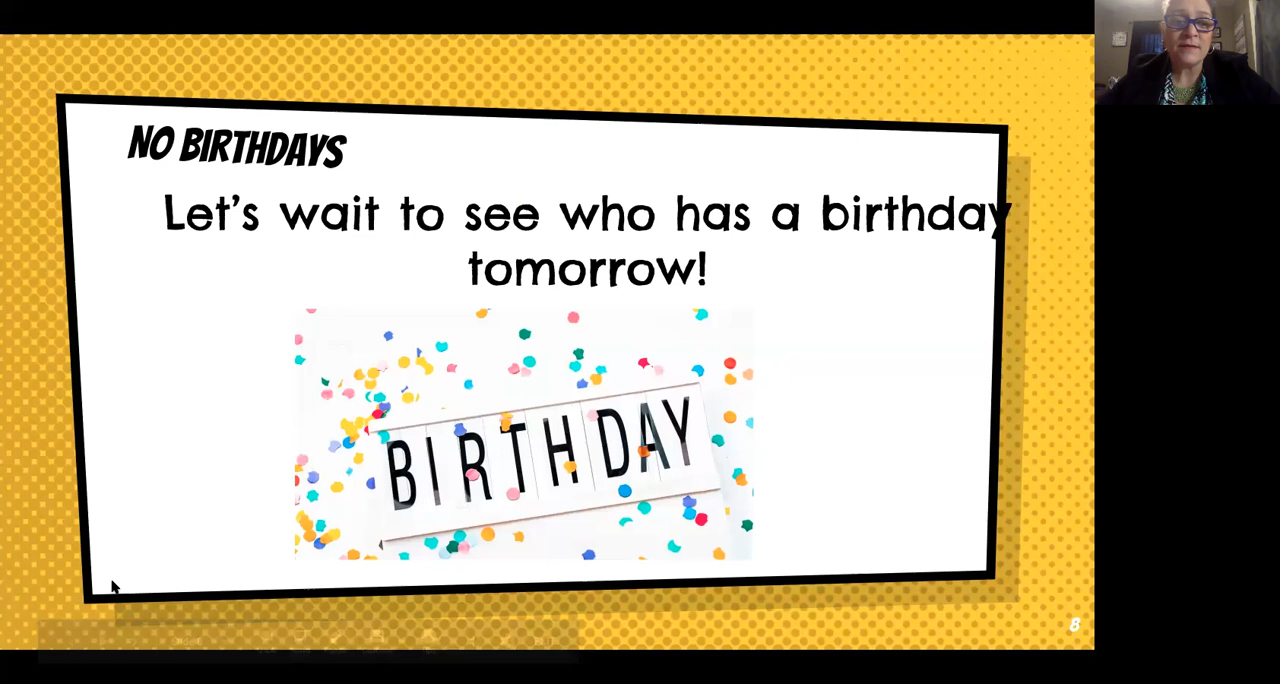 NO BIRTHDAYS
Let's wait to see who has a birthday
tomorrow!
BIRTHDAY
8